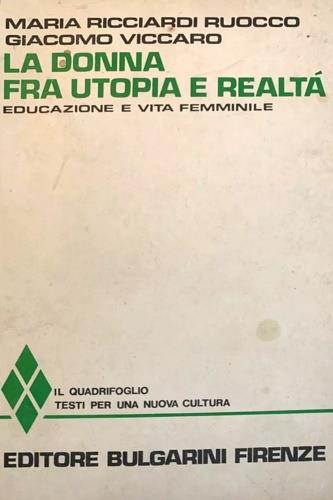 MARIA RICCIARDI RUOCCO
GIACOMO VICCARO
LA DONNA
FRA UTOPIA E REALTÁ
EDUCAZIONE E VITA FEMMINILE
IL QUADRIFOGLIO
TESTI PER UNA NUOVA CULTURA
EDITORE BULGARINI FIRENZE